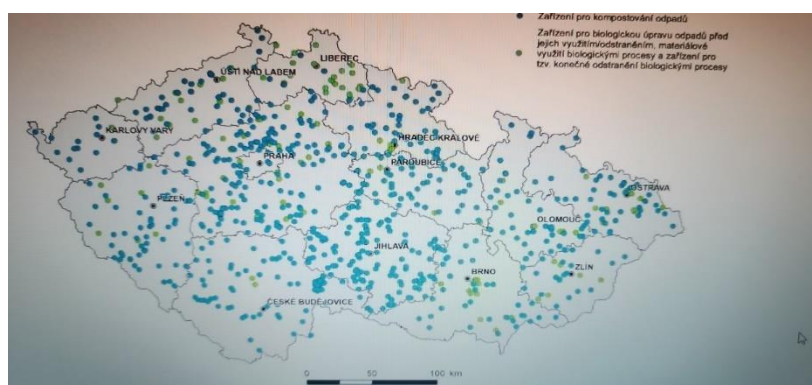 Zařízení pro kompostování odpadů
Zařízení pro biologickou úpravu odpadů před
jejich využitím/odstraněním, materiálové
využití biologickými procesy a zařízení pro
tzv. konečné odstranění biologickými procesy
LIBEREC
ÚSTÍ NAD LABEM
KARLOVY VARY
HRADEC KRÁLOVÉ
PRAHA
PARDUBICE
PLZEŇ
OSTRAVA
OLOMOUC
JIHLAVA
BRNO
ZLÍN
ČESKÉ BUDĚJOVICE
0 50 100 km